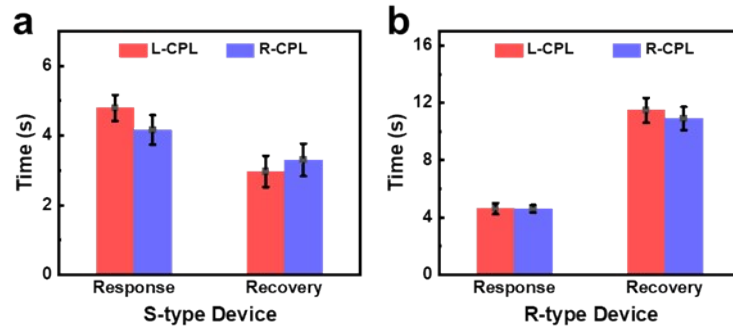 a
L-CPL R-CPL
Time (s)
6
4
2
0
Response Recovery
S-type Device
b
L-CPL R-CPL
Time (s)
16
12
8
4
0
Response Recovery
R-type Device